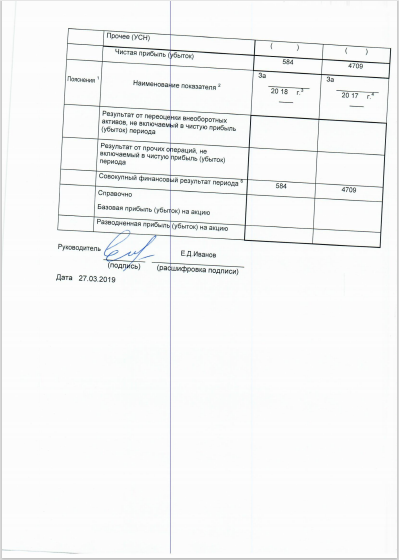 Прочее (УСН) ( ) ( )
Чистая прибыль (убыток) 584 4709
Пояснения 1 Наименование показателя 2 За За
20 18 г.3 20 17 г.4
Результат от переоценки внеоборотных
активов, не включаемый в чистую прибыль
(убыток) периода
Результат от прочих операций, не
включаемый в чистую прибыль (убыток)
периода
Совокупный финансовый результат периода 5 584 4709
Справочно
Базовая прибыль (убыток) на акцию
Разводненная прибыль (убыток) на акцию
Руководитель Е.Д.Иванов
(подпись) (расшифровка подписи)
Дата 27.03.2019